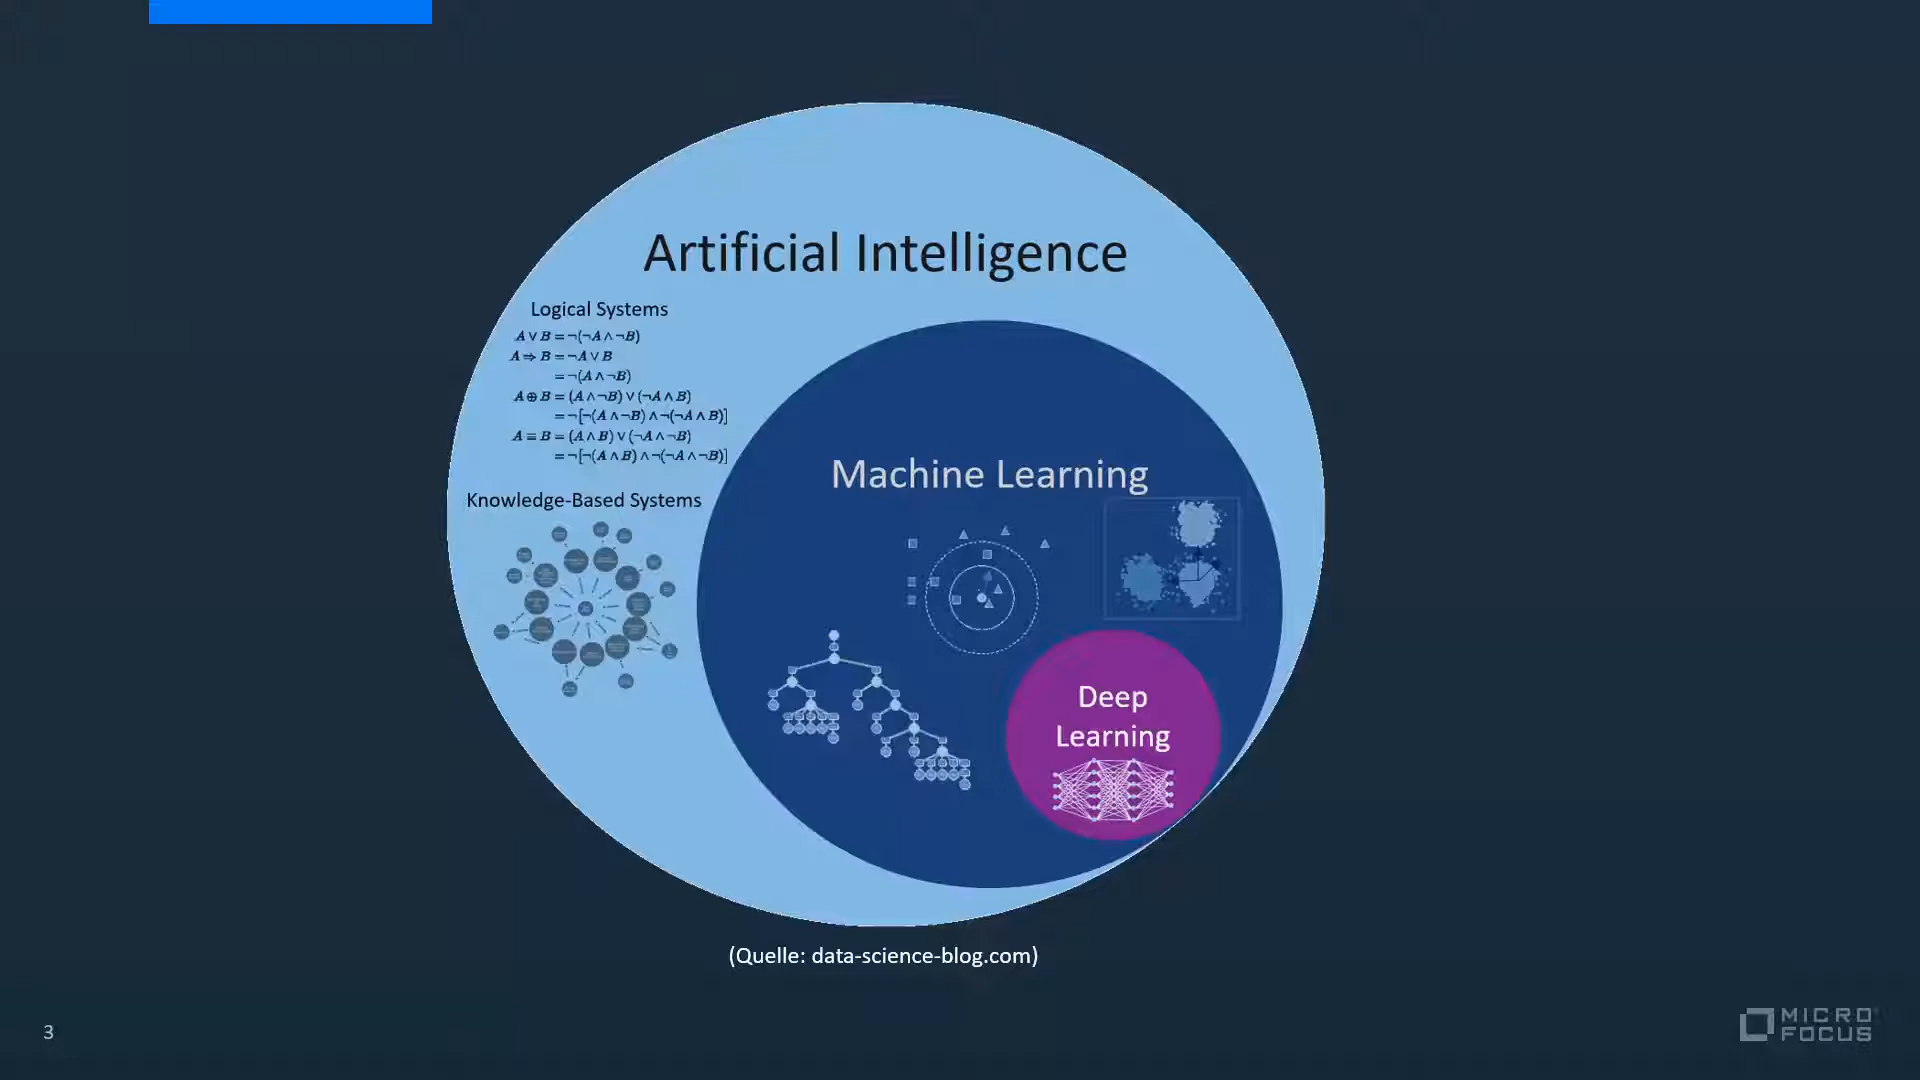 Artificial Intelligence
Logical Systems
A ∨ B = ¬(¬A ∧ ¬B)
A ⇒ B = ¬A ∨ B
= ¬(A ∧ ¬B)
A ⊕ B = (A ∧ ¬B) ∨ (¬A ∧ B)
= ¬[¬(A ∧ ¬B) ∧ ¬(¬A ∧ B)]
A ≡ B = (A ∧ B) ∨ (¬A ∧ ¬B)
= ¬[¬(A ∧ B) ∧ ¬(¬A ∧ ¬B)]
Knowledge-Based Systems
Machine Learning
Deep
Learning
(Quelle: data-science-blog.com)
3
MICRO
FOCUS